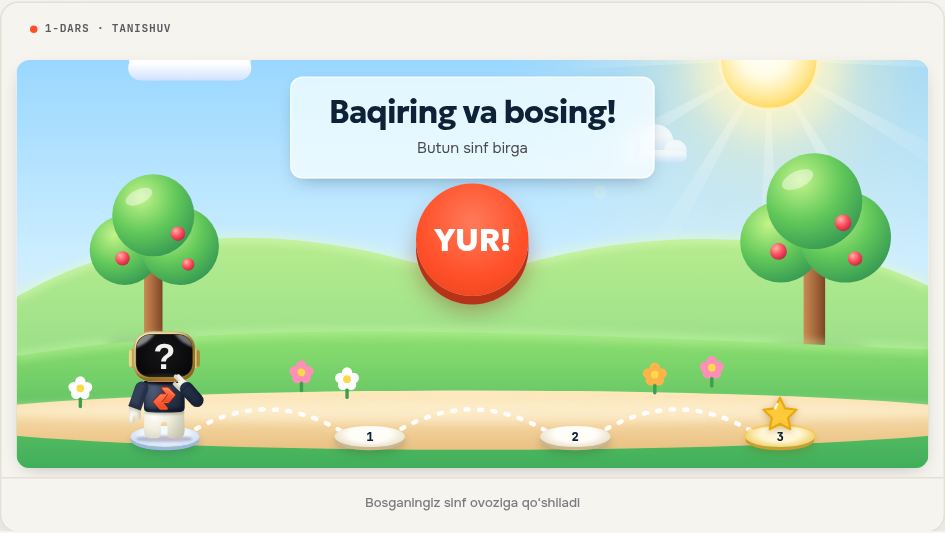 1-DARS · TANISHUV
Baqiring va bosing!
Butun sinf birga
YUR!
?
1
2
3
Bosganingiz sinf ovoziga qo‘shiladi